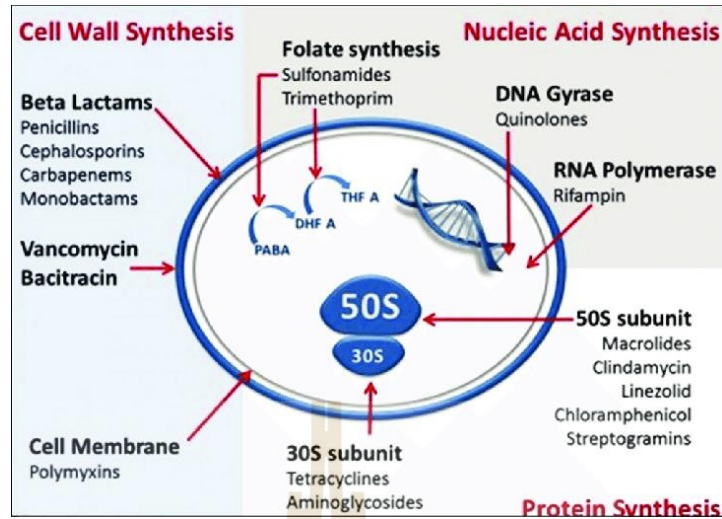 Cell Wall Synthesis
Beta Lactams
Penicillins
Cephalosporins
Carbapenems
Monobactams
Vancomycin
Bacitracin
Cell Membrane
Polymyxins
Folate synthesis
Sulfonamides
Trimethoprim
PABA
DHF A
THF A
50S
30S
30S subunit
Tetracyclines
Aminoglycosides
Nucleic Acid Synthesis
DNA Gyrase
Quinolones
RNA Polymerase
Rifampin
50S subunit
Macrolides
Clindamycin
Linezolid
Chloramphenicol
Streptogramins
Protein Synthesis